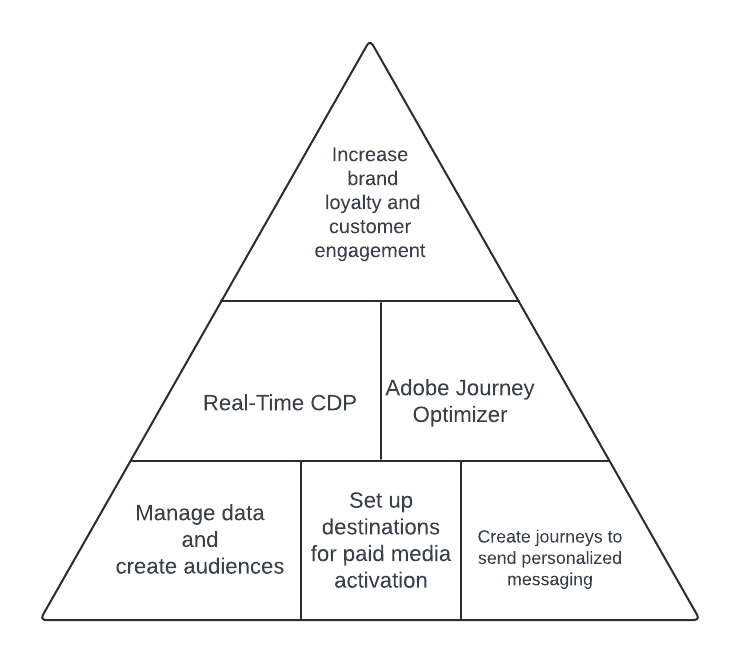 Increase
brand
loyalty and
customer
engagement
Real-Time CDP
Adobe Journey
Optimizer
Manage data
and
create audiences
Set up
destinations
for paid media
activation
Create journeys to
send personalized
messaging